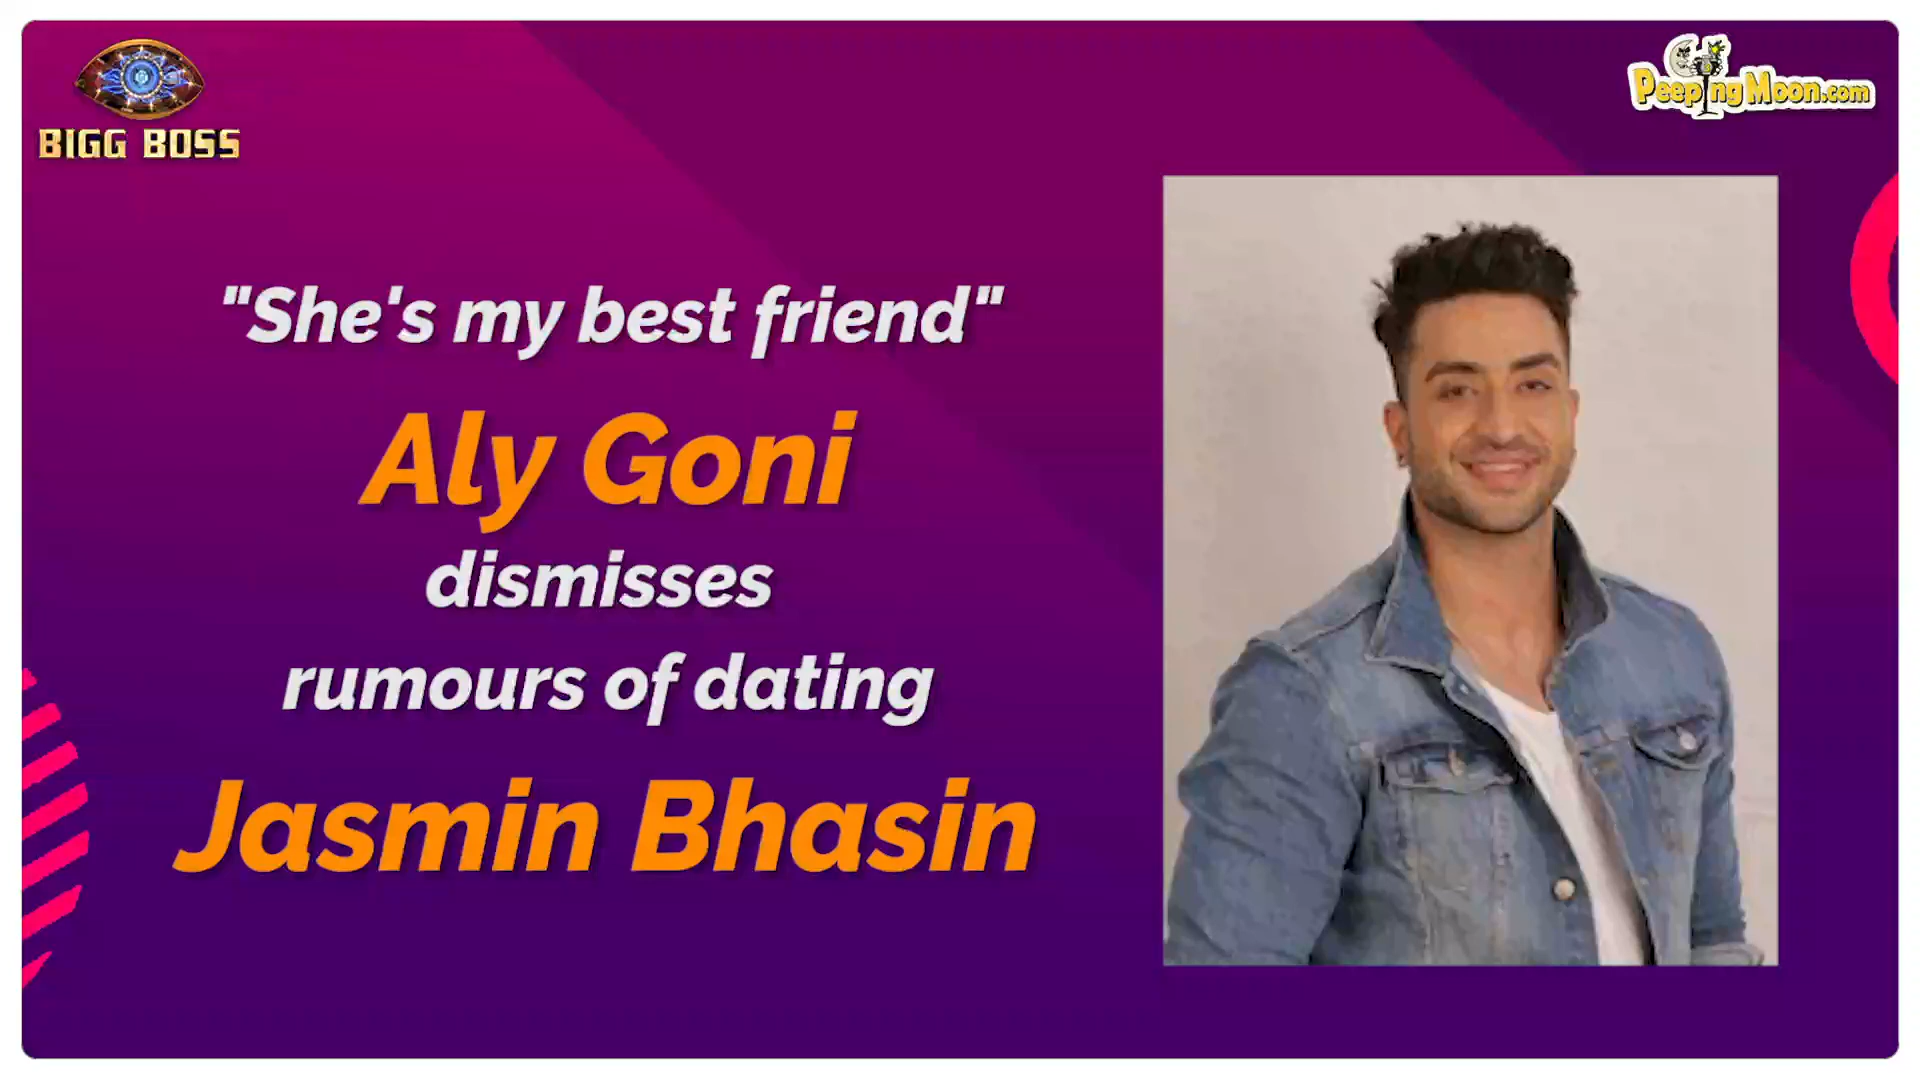 BIGG BOSS
PeepingMoon.com
"She's my best friend"
Aly Goni
dismisses
rumours of dating
Jasmin Bhasin